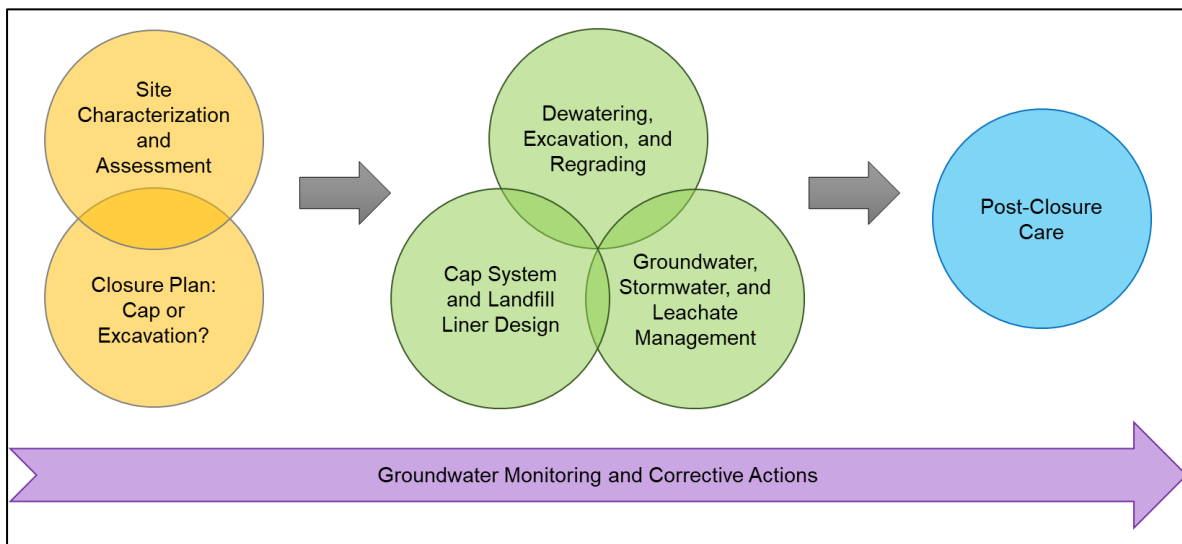 Site
Characterization
and
Assessment
Closure Plan:
Cap or
Excavation?
Dewatering,
Excavation, and
Regrading
Cap System
and Landfill
Liner Design
Groundwater,
Stormwater, and
Leachate
Management
Post-Closure
Care
Groundwater Monitoring and Corrective Actions